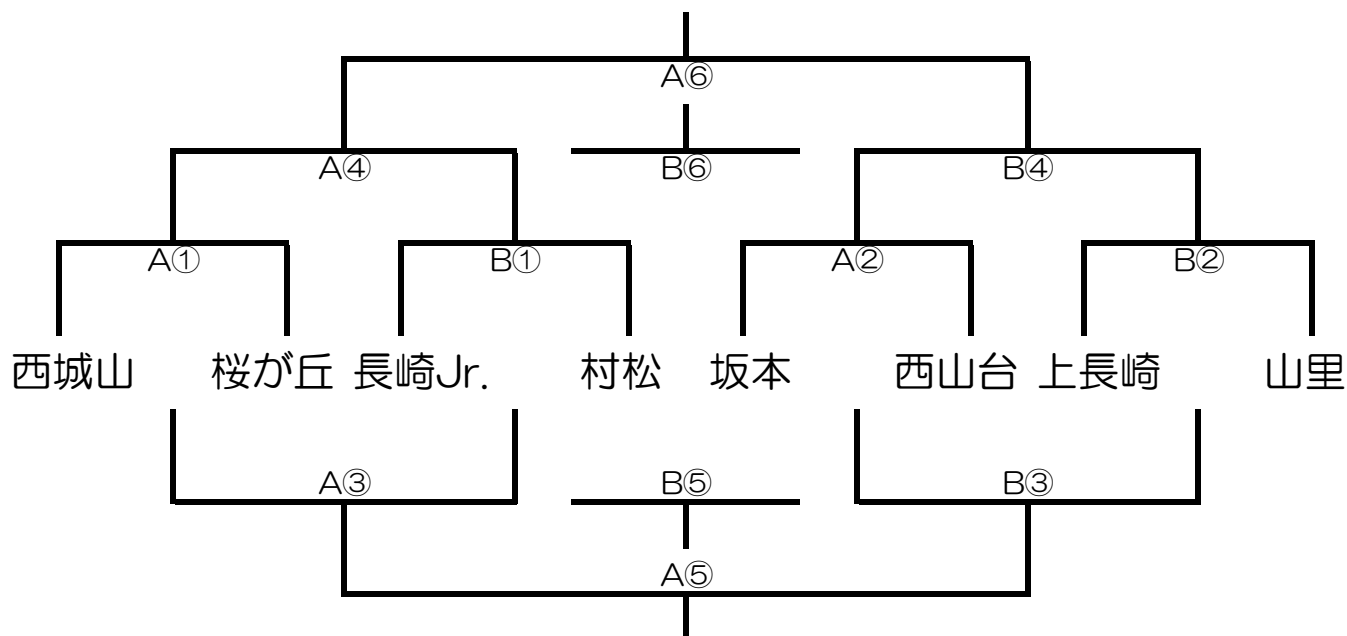 A⑥
A④ B⑥ B④
A① B① A② B②
西城山 桜が丘 長崎Jr. 村松 坂本 西山台 上長崎 山里
A③ B⑤ B③
A⑤